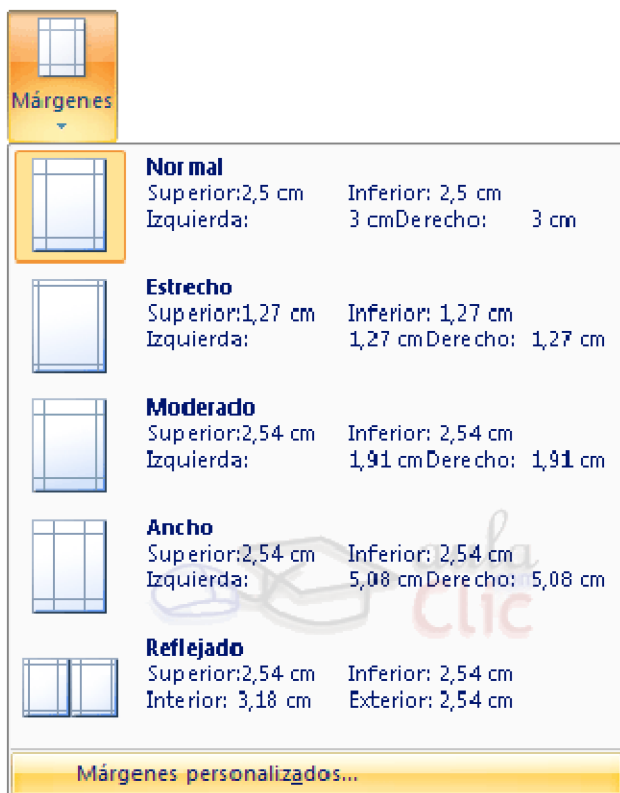 Márgenes
Normal
Superior:2,5 cm Inferior: 2,5 cm
Izquierda: 3 cmDerecho: 3 cm
Estrecho
Superior:1,27 cm Inferior: 1,27 cm
Izquierda: 1,27 cmDerecho: 1,27 cm
Moderado
Superior:2,54 cm Inferior: 2,54 cm
Izquierda: 1,91 cmDerecho: 1,91 cm
Ancho
Superior:2,54 cm Inferior: 2,54 cm
Izquierda: 5,08 cmDerecho: 5,08 cm
aula
Clic
Reflejado
Superior:2,54 cm Inferior: 2,54 cm
Interior: 3,18 cm Exterior: 2,54 cm
Márgenes personalizados...